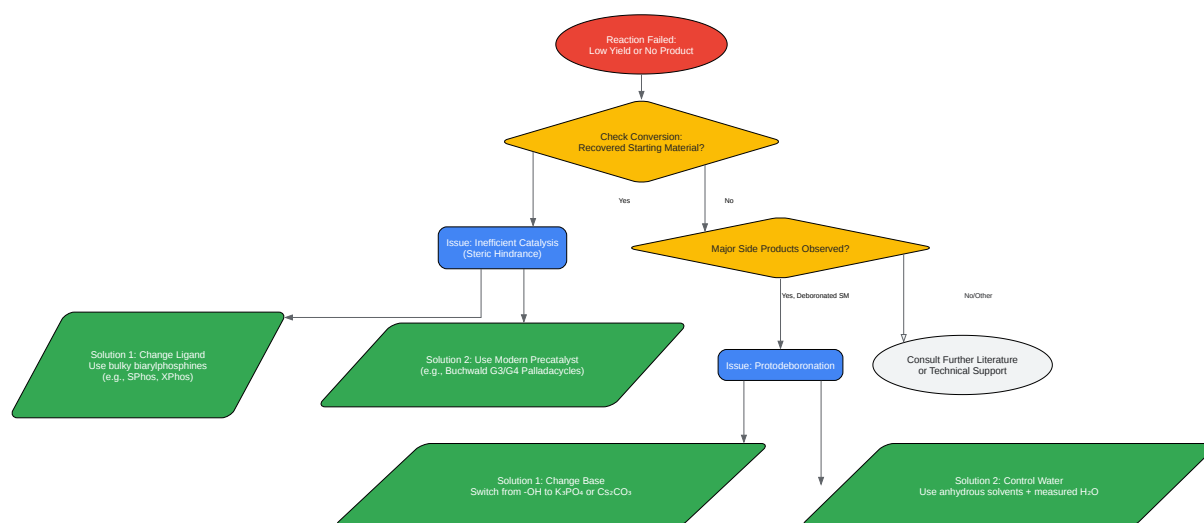 Reaction Failed:
Low Yield or No Product
Check Conversion:
Recovered Starting Material?
Yes
No
Issue: Inefficient Catalysis
(Steric Hindrance)
Major Side Products Observed?
Yes, Deboronated SM
No/Other
Solution 1: Change Ligand
Use bulky biarylphosphines
(e.g., SPhos, XPhos)
Solution 2: Use Modern Precatalyst
(e.g., Buchwald G3/G4 Palladacycles)
Issue: Protodeboronation
Consult Further Literature
or Technical Support
Solution 1: Change Base
Switch from -OH to K₃PO₄ or Cs₂CO₃
Solution 2: Control Water
Use anhydrous solvents + measured H₂O